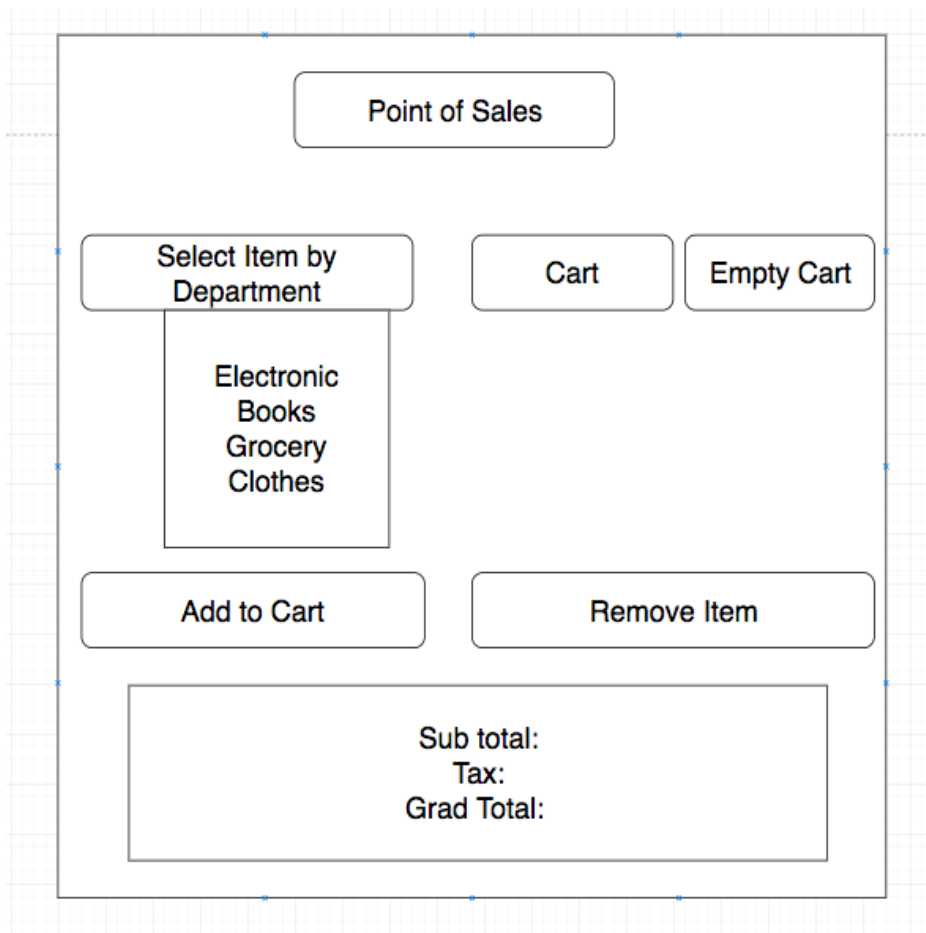 Point of Sales
Select Item by
Department
Cart
Empty Cart
Electronic
Books
Grocery
Clothes
Add to Cart
Remove Item
Sub total:
Tax:
Grad Total: